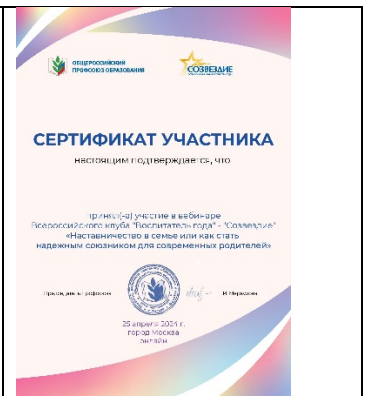 ОБЩЕРОССИЙСКИЙ
ПРОФСОЮЗ ОБРАЗОВАНИЯ
СОЗВЕЗДИЕ
СЕРТИФИКАТ УЧАСТНИКА
настоящим подтверждается, что
принял(-а) участие в вебинаре
Всероссийского клуба "Воспитатель года" - "Созвездие"
«Наставничество в семье или как стать
надежным союзником для современных родителей»
25 апреля 2024 г.
город Москва
онлайн